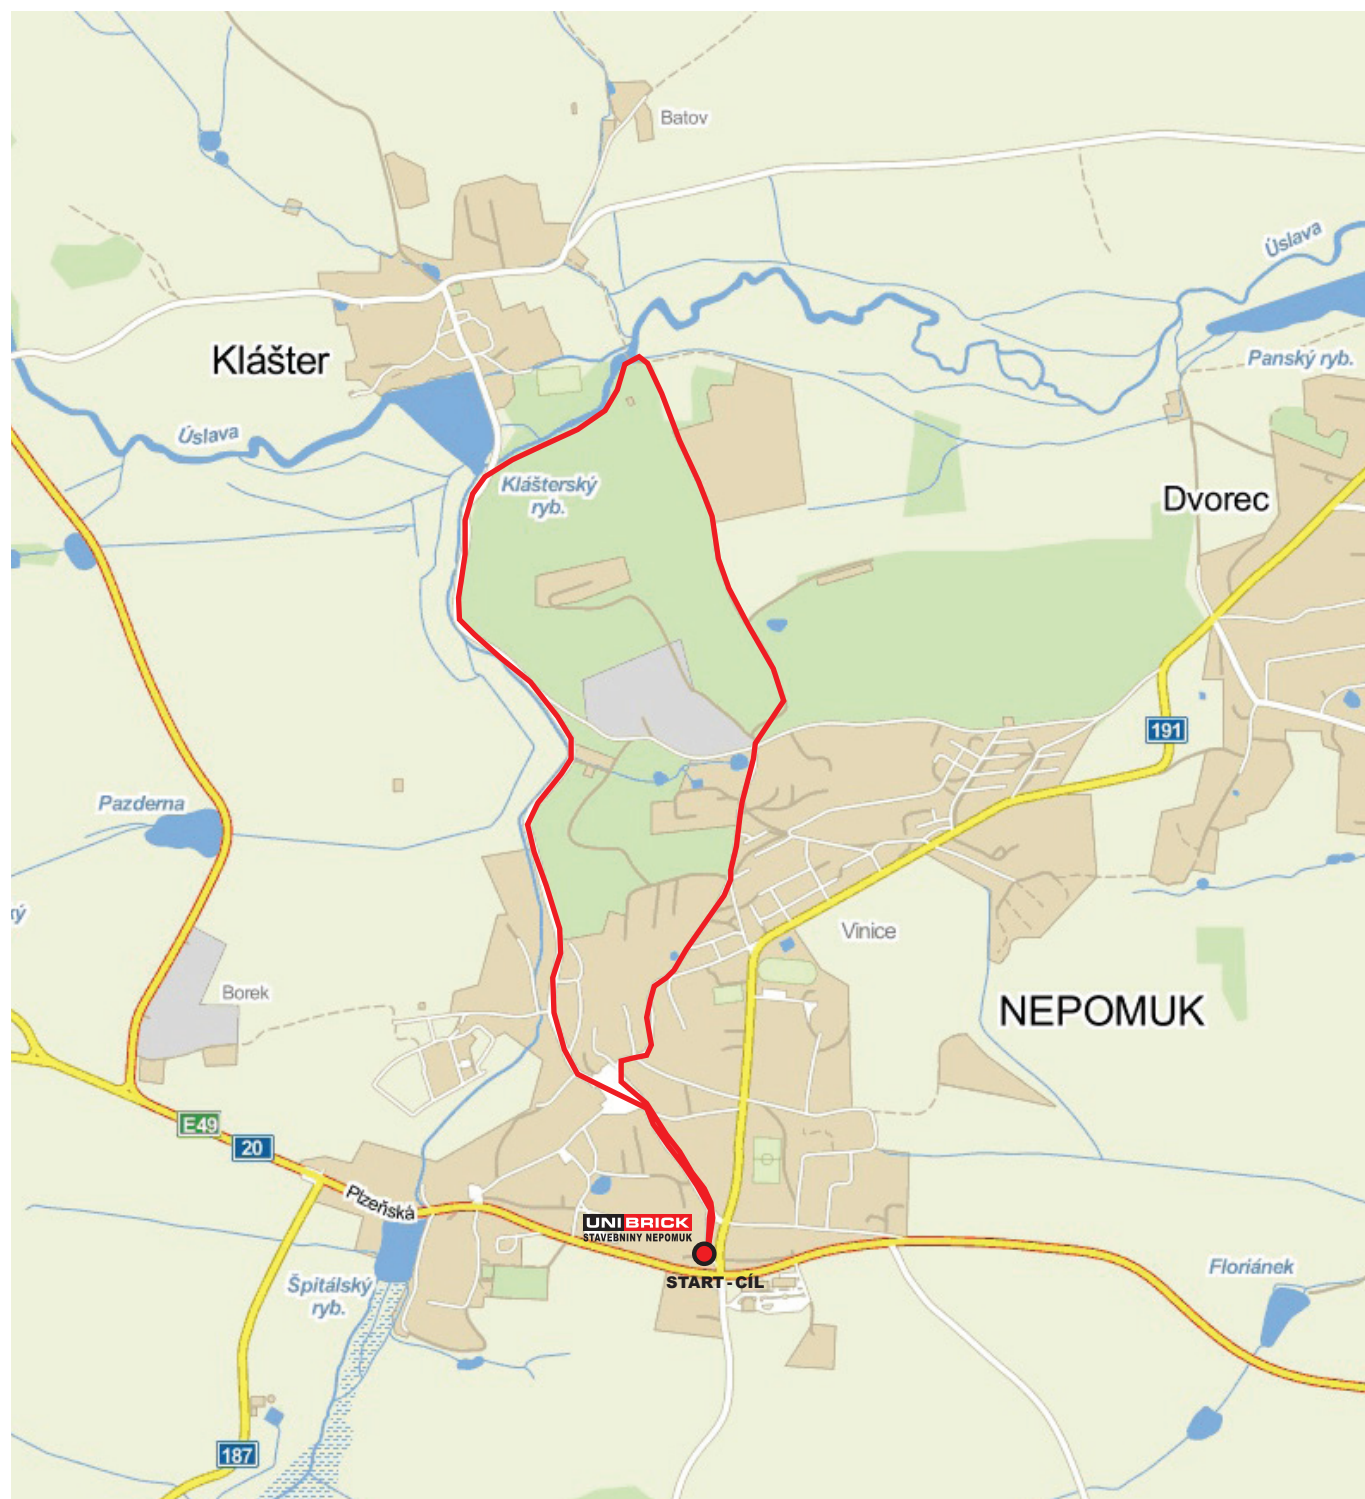 Batov
Úslava
Panský ryb.
Klášter
Úslava
Klášterský
ryb.
Dvorec
191
Pazderna
Vinice
Borek
NEPOMUK
E49
20
Plzeňská
UNIBRICK
STAVEBNINY NEPOMUK
START-CÍL
Špitálský
ryb.
Floriánek
187